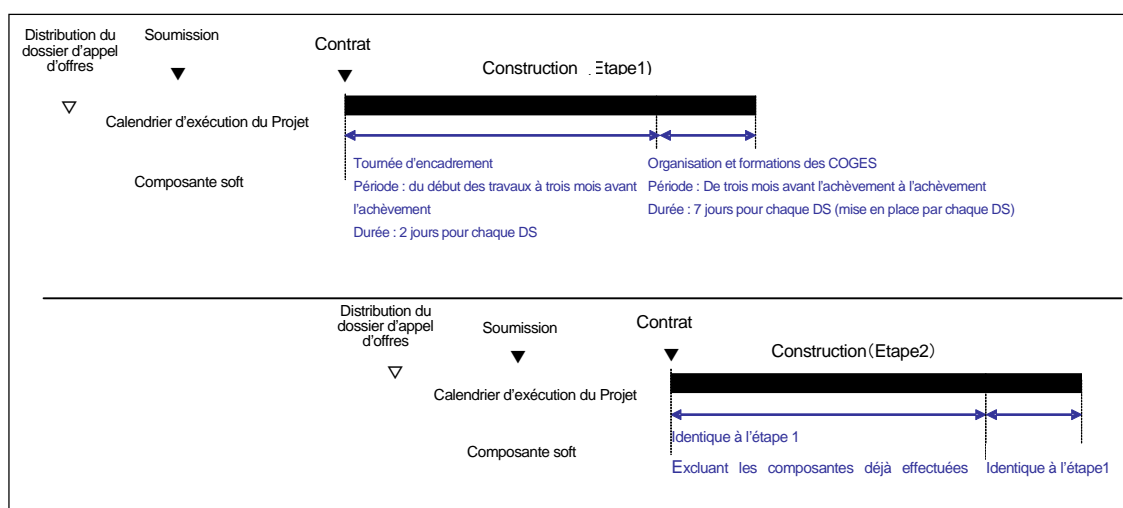 Distribution du
dossier d'appel
d'offres
Soumission
Contrat
Construction (Etape1)
Calendrier d'exécution du Projet
Composante soft
Tournée d'encadrement
Période : du début des travaux à trois mois avant
l'achèvement
Durée : 2 jours pour chaque DS
Organisation et formations des COGES
Période : De trois mois avant l'achèvement à l'achèvement
Durée : 7 jours pour chaque DS (mise en place par chaque DS)
Distribution du
dossier d'appel
d'offres
Soumission
Contrat
Construction(Etape2)
Calendrier d'exécution du Projet
Composante soft
Identique à l'étape 1
Excluant les composantes déjà effectuées
Identique à l'étape1